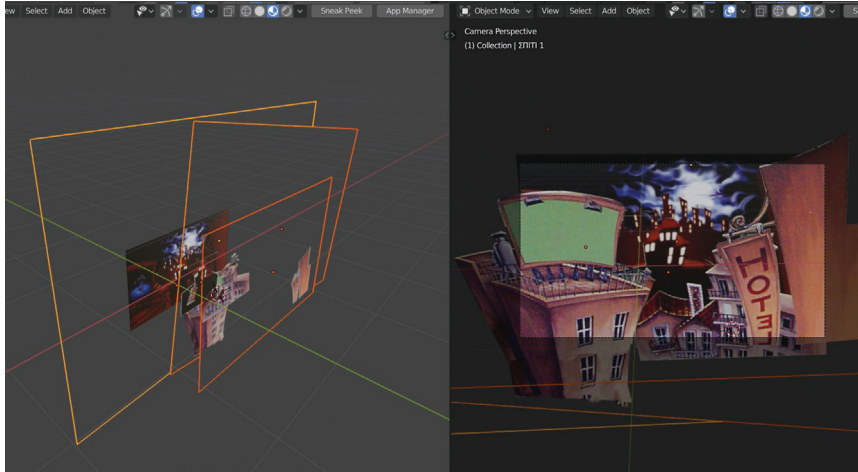 ew Select Add Object Sneak Peek App Manager
Object Mode View Select Add Object S
Camera Perspective
(1) Collection | ΣΠΙΤΙ 1
HOTEL